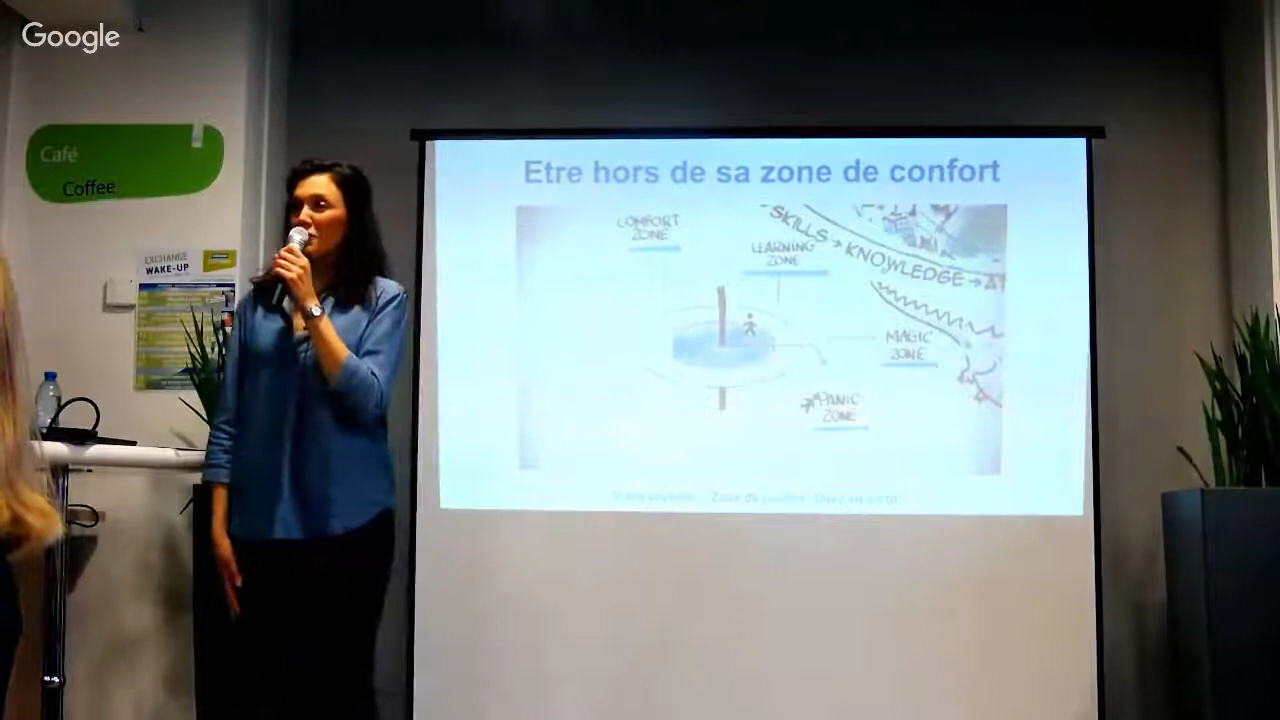 Google
Café
Coffee
EXCHANGE
WAKE-UP
Etre hors de sa zone de confort
COMFORT
ZONE
LEARNING
ZONE
SKILLS → KNOWLEDGE →
MAGIC
ZONE
PANIC
ZONE